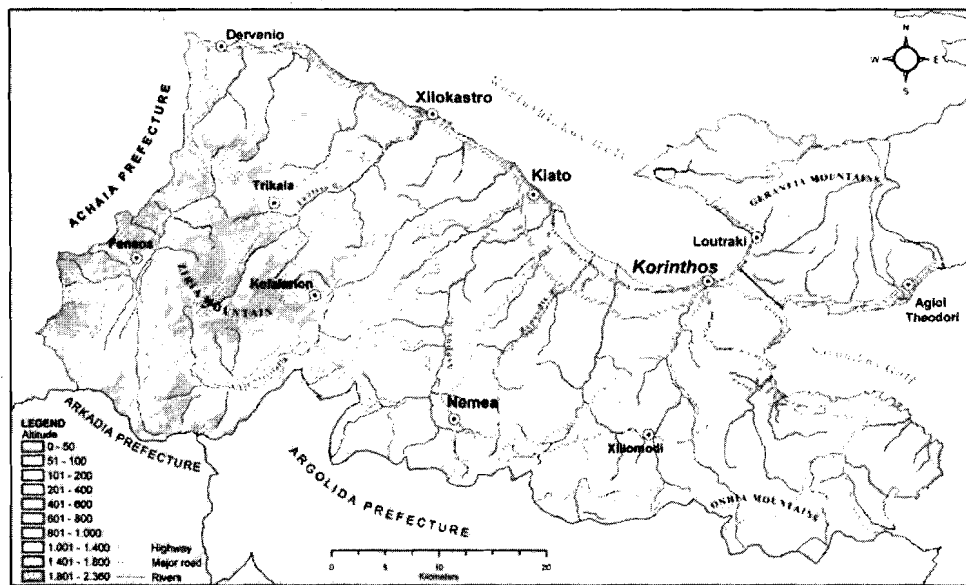 Dervenio
N
W E
S
Xilokastro
ACHAIA PREFECTURE
Trikala
Kiato
GERANEIA MOUNTAINS
Loutraki
Feneos
ZIRIA MOUNTAIN
Kefalarion
Korinthos
Agioi
Theodori
Nemea
Xiliomodi
ARKADIA PREFECTURE
ARGOLIDA PREFECTURE
ONEIA MOUNTAINS
LEGEND
Altitude
0 - 50
51 - 100
101 - 200
201 - 400
401 - 600
601 - 800
801 - 1.000
1.001 - 1.400 Highway
1.401 - 1.800 Major road
1.801 - 2.360 Rivers
0 5 10 20
Kilometers